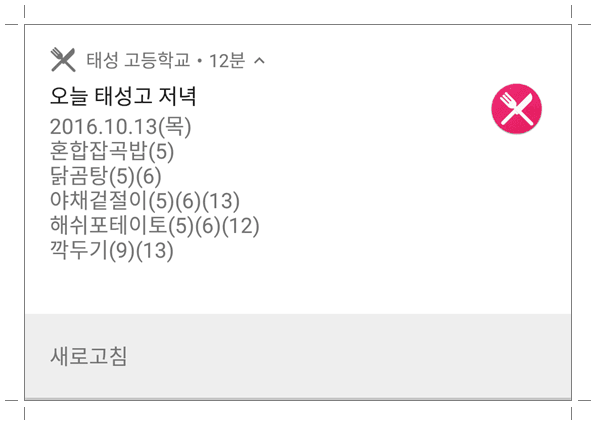 태성 고등학교 • 12분
오늘 태성고 저녁
2016.10.13(목)
혼합잡곡밥(5)
닭곰탕(5)(6)
야채겉절이(5)(6)(13)
해쉬포테이토(5)(6)(12)
깍두기(9)(13)
새로고침